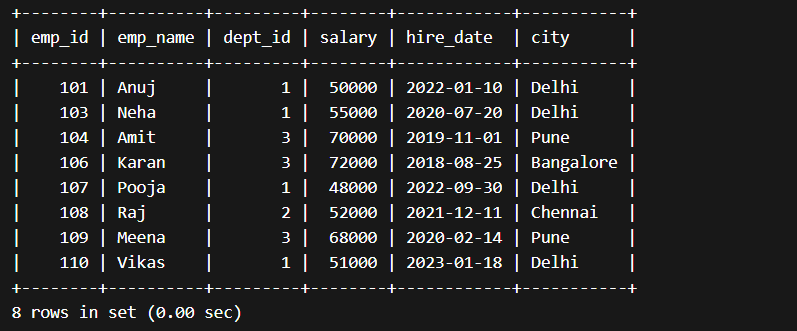 +--------+----------+---------+--------+------------+-----------+
| emp_id | emp_name | dept_id | salary | hire_date  | city      |
+--------+----------+---------+--------+------------+-----------+
|    101 | Anuj     |       1 |  50000 | 2022-01-10 | Delhi     |
|    103 | Neha     |       1 |  55000 | 2020-07-20 | Delhi     |
|    104 | Amit     |       3 |  70000 | 2019-11-01 | Pune      |
|    106 | Karan    |       3 |  72000 | 2018-08-25 | Bangalore |
|    107 | Pooja    |       1 |  48000 | 2022-09-30 | Delhi     |
|    108 | Raj      |       2 |  52000 | 2021-12-11 | Chennai   |
|    109 | Meena    |       3 |  68000 | 2020-02-14 | Pune      |
|    110 | Vikas    |       1 |  51000 | 2023-01-18 | Delhi     |
+--------+----------+---------+--------+------------+-----------+
8 rows in set (0.00 sec)